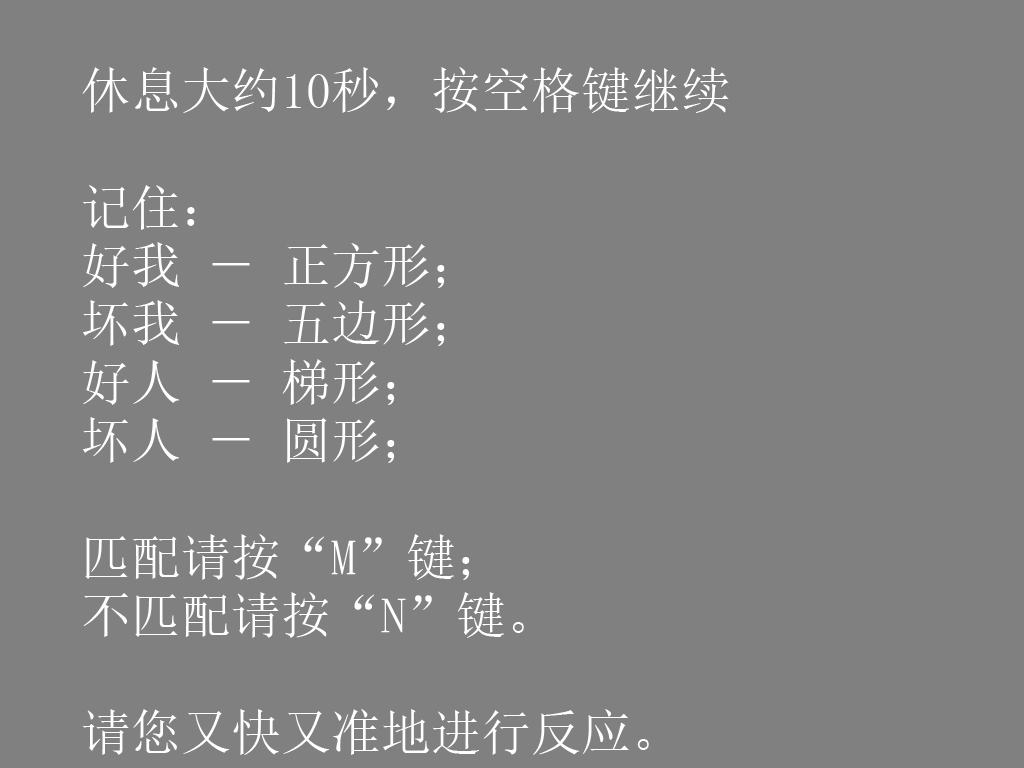 休息大约10秒，按空格键继续
记住：
好我 － 正方形；
坏我 － 五边形；
好人 － 梯形；
坏人 － 圆形；
匹配请按“M”键；
不匹配请按“N”键。
请您又快又准地进行反应。